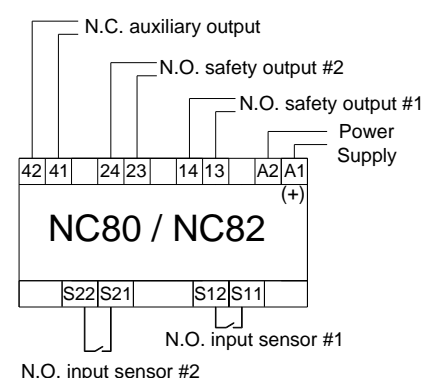 N.C. auxiliary output
N.O. safety output #2
N.O. safety output #1
Power
Supply
42 41 24 23 14 13 A2 A1
(+)
NC80 / NC82
S22 S21 S12 S11
N.O. input sensor #1
N.O. input sensor #2